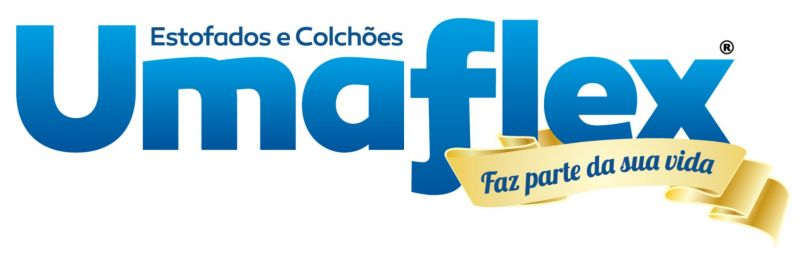 Estofados e Colchões
Umaflex®
Faz parte da sua vida